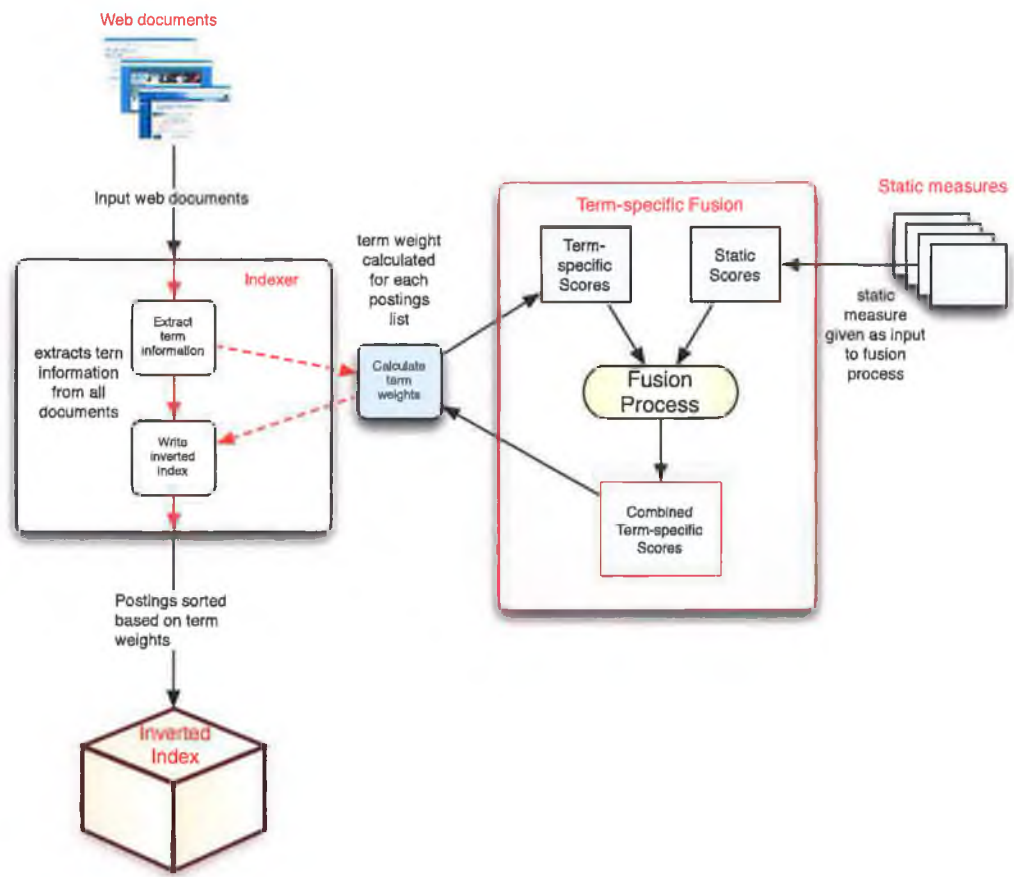 Web documents
Input web documents
Indexer
Extract
term
information
extracts tern
information
from all
documents
Write
inverted
index
term weight
calculated
for each
postings
list
Calculate
term
weights
Term-specific Fusion
Term-
specific
Scores
Static
Scores
Fusion
Process
Combined
Term-specific
Scores
Static measures
static
measure
given as input
to fusion
process
Postings sorted
based on term
weights
Inverted
Index